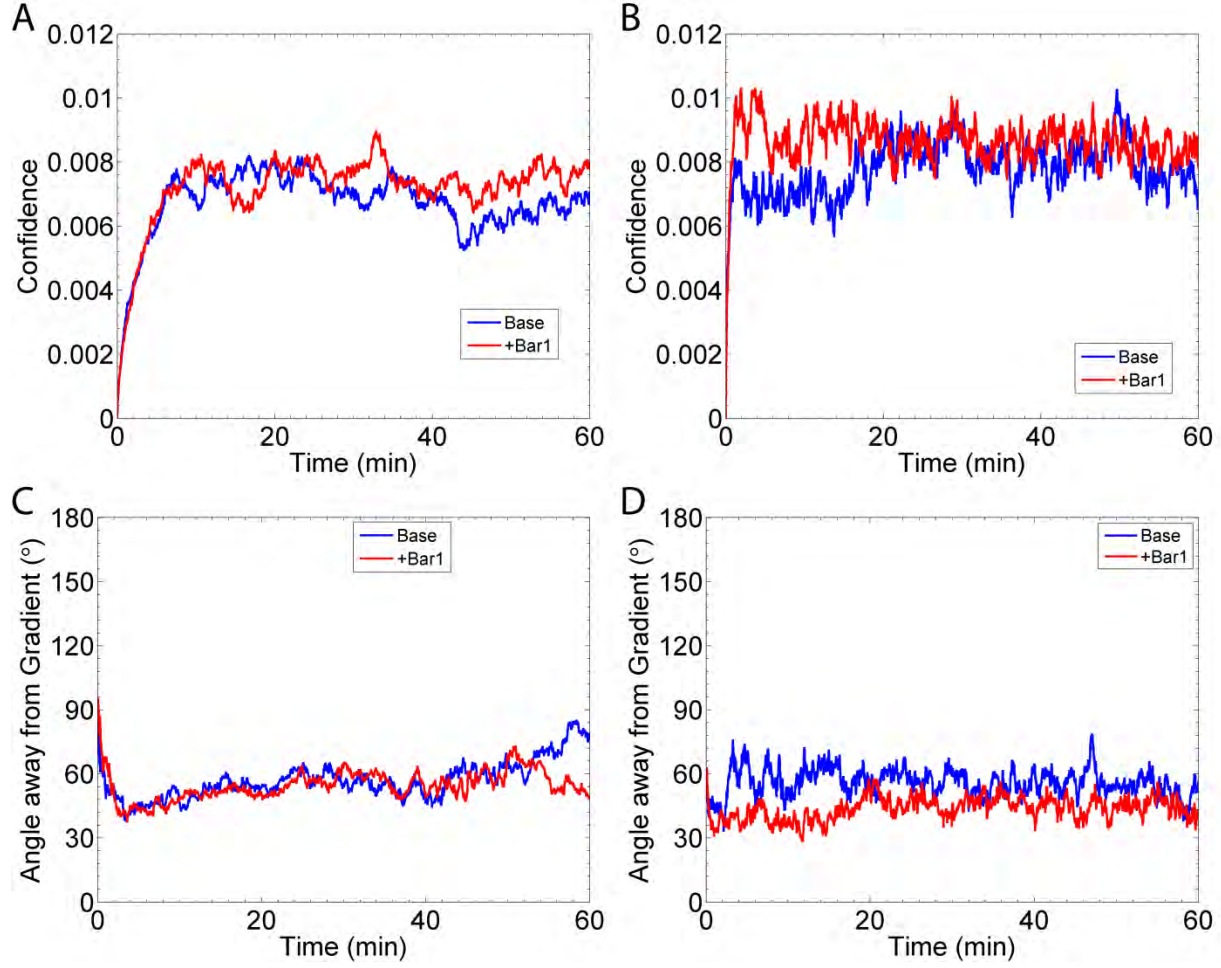 A
0.012
0.01
0.008
0.006
0.004
0.002
0
Confidence
Base
+Bar1
0
20
40
60
Time (min)
B
0.012
0.01
0.008
0.006
0.004
0.002
0
Confidence
Base
+Bar1
0
20
40
60
Time (min)
C
180
150
120
90
60
30
0
Angle away from Gradient (°)
Base
+Bar1
0
20
40
60
Time (min)
D
180
150
120
90
60
30
0
Angle away from Gradient (°)
Base
+Bar1
0
20
40
60
Time (min)